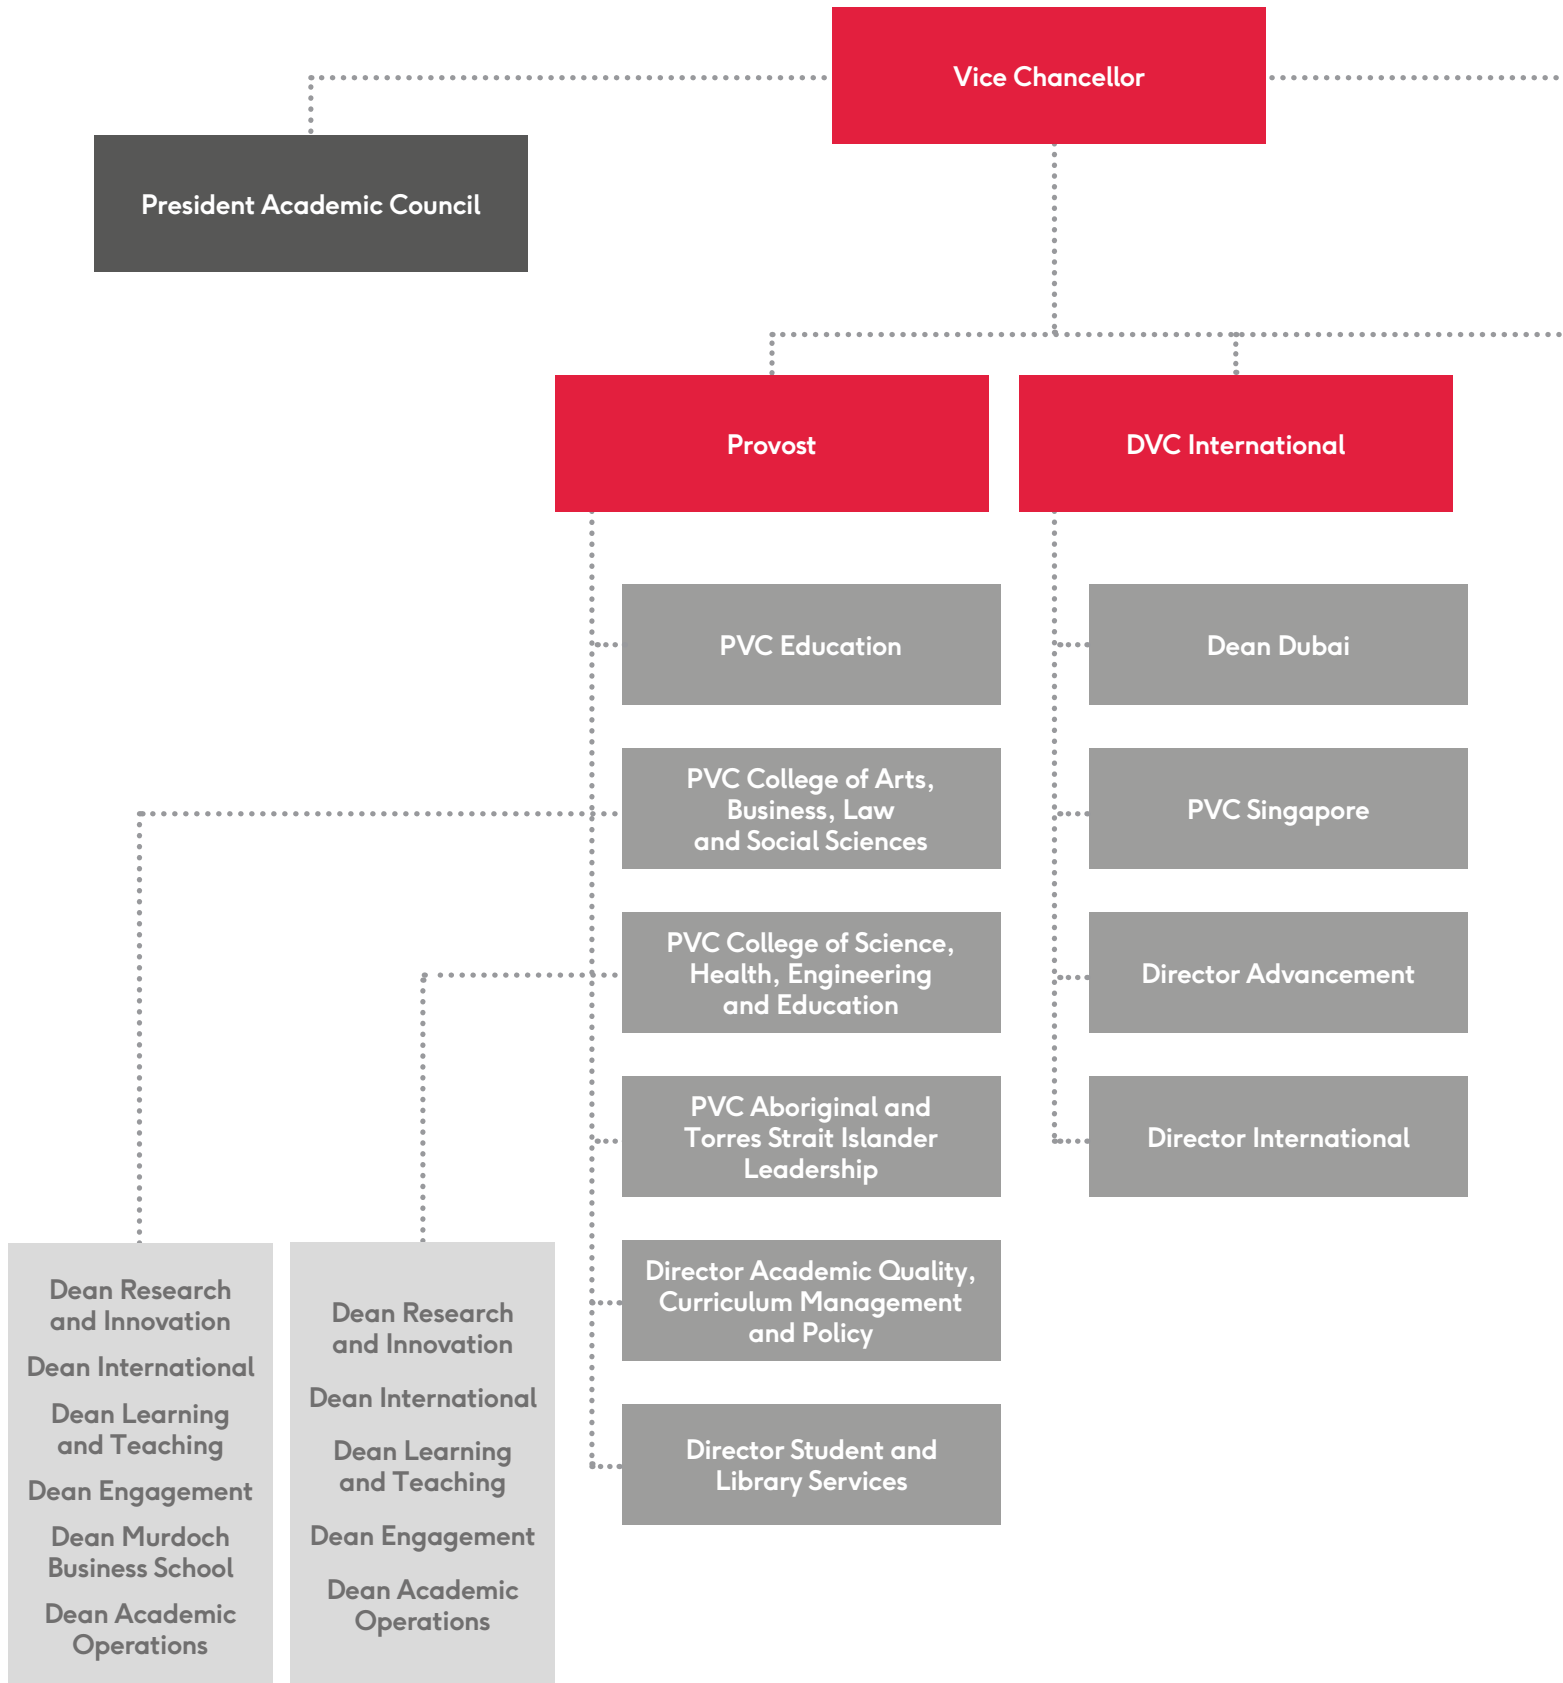 Vice Chancellor
President Academic Council
Provost
DVC International
PVC Education
PVC College of Arts,
Business, Law
and Social Sciences
PVC College of Science,
Health, Engineering
and Education
PVC Aboriginal and
Torres Strait Islander
Leadership
Director Academic Quality,
Curriculum Management
and Policy
Director Student and
Library Services
Dean Dubai
PVC Singapore
Director Advancement
Director International
Dean Research
and Innovation
Dean International
Dean Learning
and Teaching
Dean Engagement
Dean Murdoch
Business School
Dean Academic
Operations
Dean Research
and Innovation
Dean International
Dean Learning
and Teaching
Dean Engagement
Dean Academic
Operations